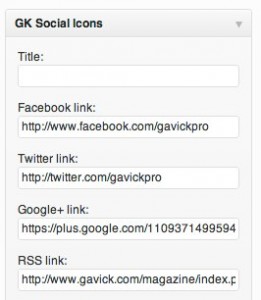 GK Social Icons
Title:
Facebook link:
http://www.facebook.com/gavickpro
Twitter link:
http://twitter.com/gavickpro
Google+ link:
https://plus.google.com/1109371499594
RSS link:
http://www.gavick.com/magazine/index.p